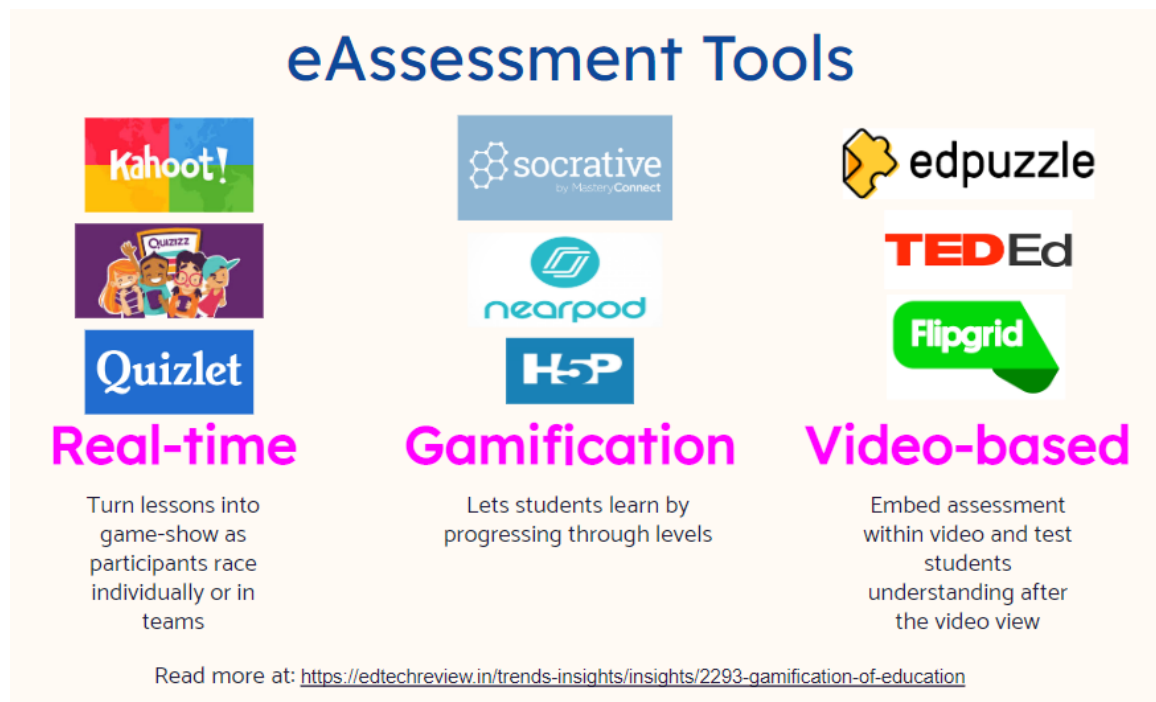 eAssessment Tools
Kahoot!
Quizizz
Quizlet
Real-time
Turn lessons into
game-show as
participants race
individually or in
teams
socrative
by MasteryConnect
nearpod
H5P
Gamification
Lets students learn by
progressing through levels
edpuzzle
TEDEd
Flipgrid
Video-based
Embed assessment
within video and test
students
understanding after
the video view
Read more at: https://edtechreview.in/trends-insights/insights/2293-gamification-of-education